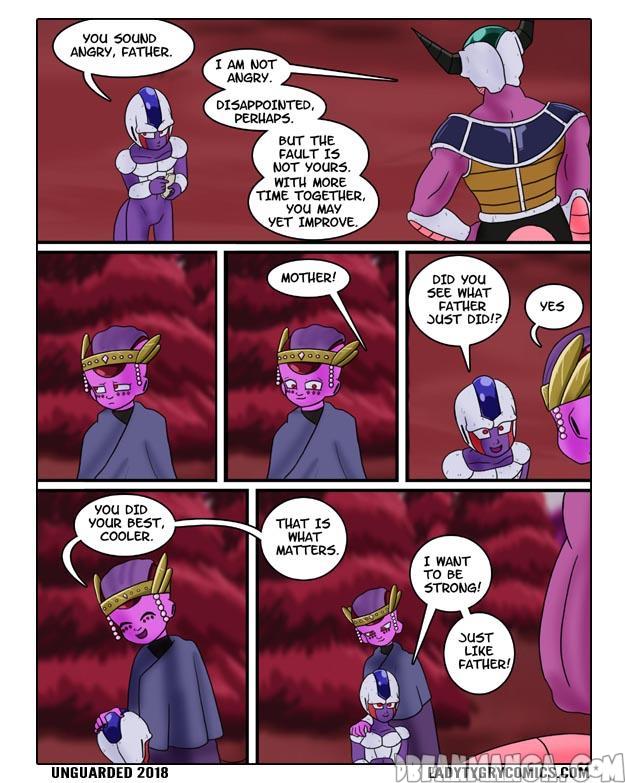 YOU SOUND
ANGRY, FATHER.
I AM NOT
ANGRY.
DISAPPOINTED,
PERHAPS.
BUT THE
FAULT IS
NOT YOURS.
WITH MORE
TIME TOGETHER,
YOU MAY
YET IMPROVE.
MOTHER!
DID YOU
SEE WHAT
FATHER
JUST DID!?
YES
YOU DID
YOUR BEST,
COOLER.
THAT IS
WHAT
MATTERS.
I WANT
TO BE
STRONG!
JUST
LIKE
FATHER!
UNGUARDED 2018
LADYTYGRYCOMICS.COM
DBFANMANGA.COM